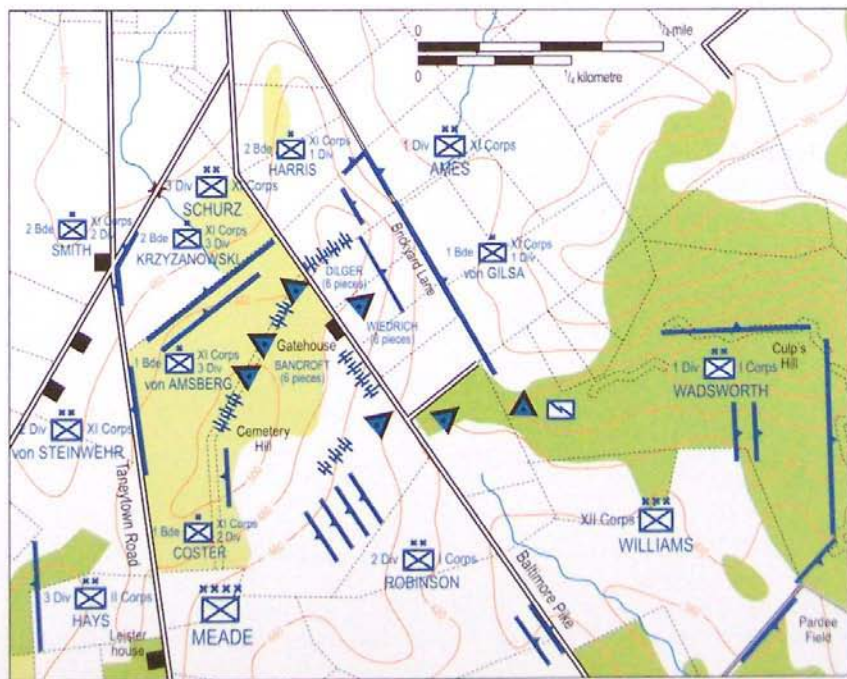 0 ½ mile
0 ¼ kilometre
2 Bde XI Corps
1 Div
HARRIS
1 Div XI Corps
AMES
3 Div XI Corps
SCHURZ
2 Bde XI Corps
2 Div
SMITH
2 Bde XI Corps
3 Div
KRZYZANOWSKI
Brickyard Lane
1 Bde XI Corps
1 Div
von GILSA
DILGER
(6 pieces)
WIEDRICH
(6 pieces)
Gatehouse
BANCROFT
(6 pieces)
1 Bde XI Corps
3 Div
von AMSBERG
Culp's
Hill
1 Div I Corps
WADSWORTH
2 Div XI Corps
von STEINWEHR
Cemetery
Hill
Taneytown Road
1 Bde XI Corps
2 Div
COSTER
XII Corps
WILLIAMS
2 Div I Corps
ROBINSON
Baltimore Pike
3 Div II Corps
HAYS
MEADE
Leister
house
Pardee
Field